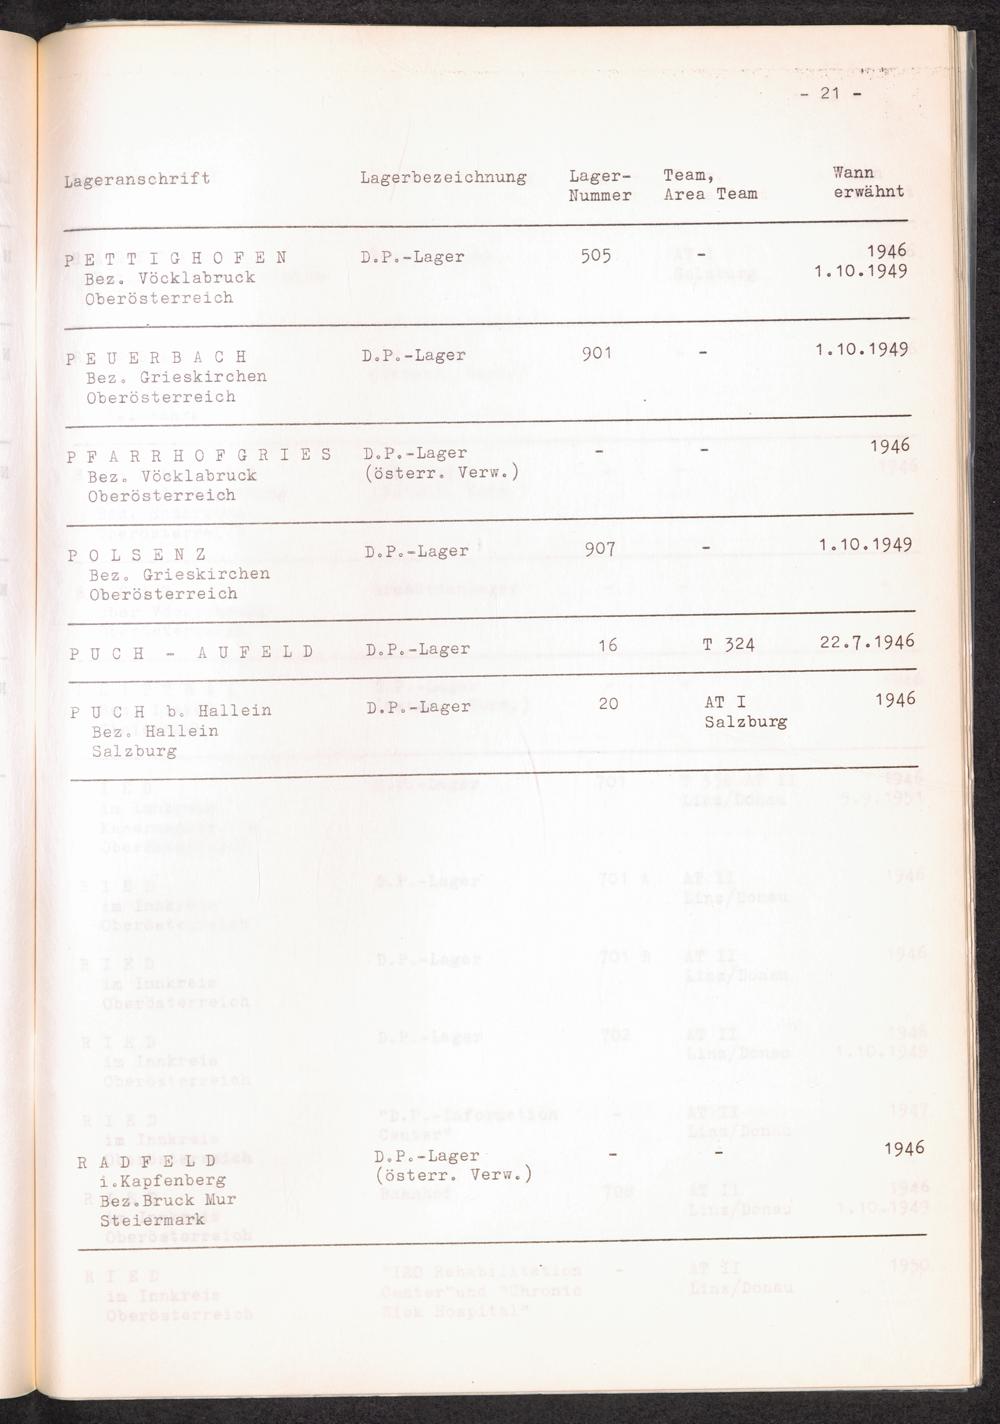 - 21 -
Lageranschrift Lagerbezeichnung Lager- Team, Wann
Nummer Area Team erwähnt
P E T T I G H O F E N D.P.-Lager 505 - 1946
Bez. Vöcklabruck 1.10.1949
Oberösterreich
P E U E R B A C H D.P.-Lager 901 - 1.10.1949
Bez. Grieskirchen
Oberösterreich
P F A R R H O F G R I E S D.P.-Lager - - 1946
Bez. Vöcklabruck (österr. Verw.)
Oberösterreich
P O L S E N Z D.P.-Lager 907 - 1.10.1949
Bez. Grieskirchen
Oberösterreich
P U C H - A U F E L D D.P.-Lager 16 T 324 22.7.1946
P U C H b. Hallein D.P.-Lager 20 AT I 1946
Bez. Hallein Salzburg
Salzburg
R A D F E L D D.P.-Lager - - 1946
i.Kapfenberg (österr. Verw.)
Bez.Bruck Mur
Steiermark